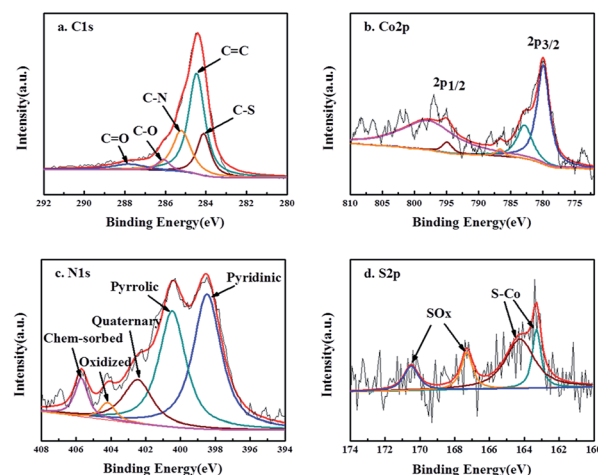 a. C1s
C=C
C-N
C-S
C-O
C=O
Intensity(a.u.)
292 290 288 286 284 282 280
Binding Energy(eV)
b. Co2p
2p3/2
2p1/2
Intensity(a.u.)
810 805 800 795 790 785 780 775
Binding Energy(eV)
c. N1s
Pyrrolic
Pyridinic
Quaternary
Chem-sorbed
Oxidized
Intensity(a.u.)
408 406 404 402 400 398 396 394
Binding Energy(eV)
d. S2p
S-Co
SOx
Intensity(a.u.)
174 172 170 168 166 164 162 160
Binding Energy(eV)